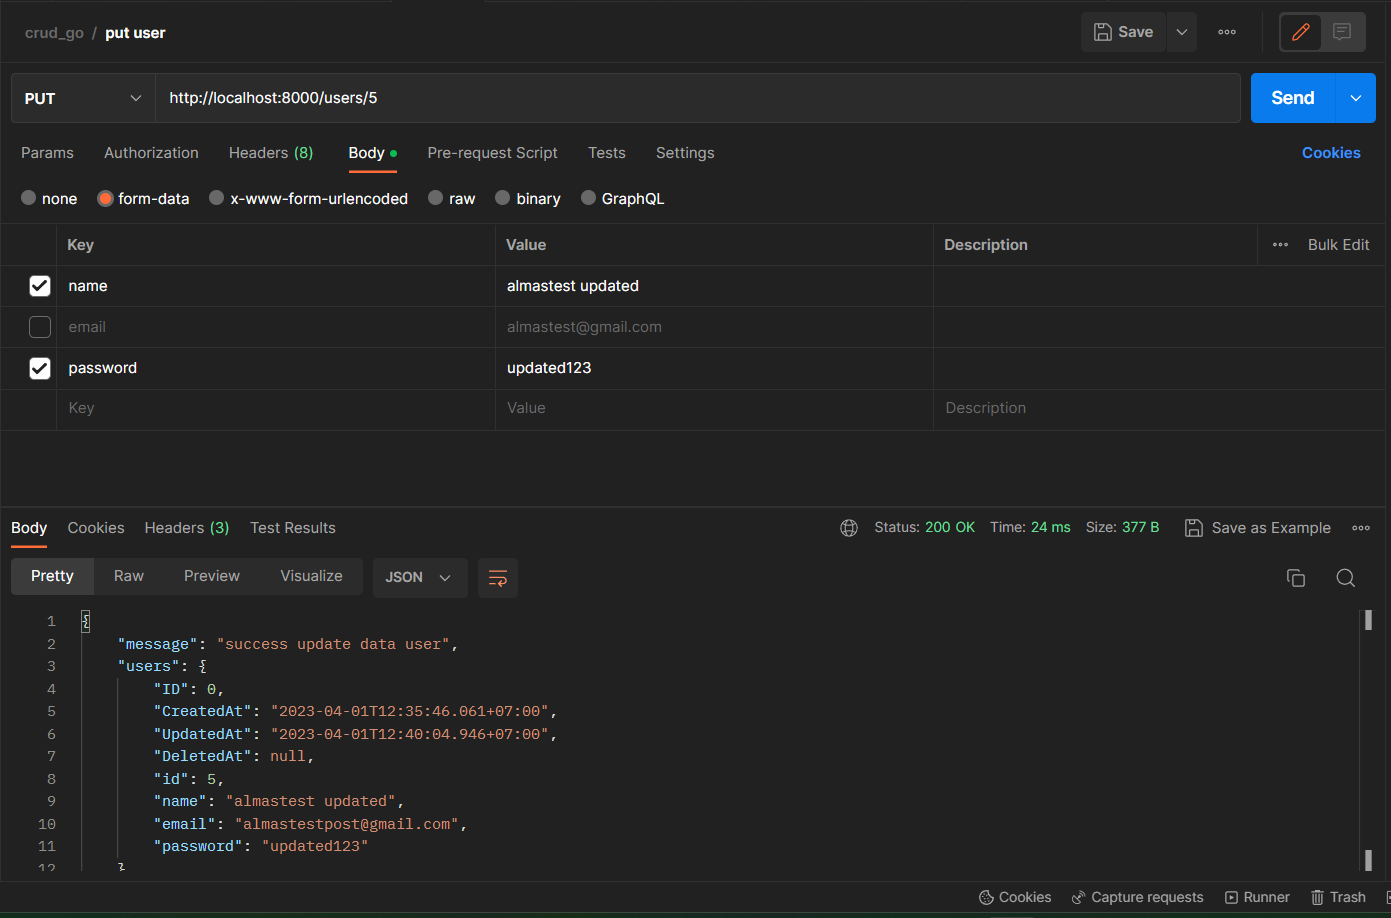 crud_go / put user
Save
PUT
http://localhost:8000/users/5
Send
Params Authorization Headers (8) Body Pre-request Script Tests Settings Cookies
none form-data x-www-form-urlencoded raw binary GraphQL
Key Value Description Bulk Edit
name almastest updated
email almastest@gmail.com
password updated123
Key Value Description
Body Cookies Headers (3) Test Results Status: 200 OK Time: 24 ms Size: 377 B Save as Example
Pretty Raw Preview Visualize JSON
1 {
2 "message": "success update data user",
3 "users": {
4 "ID": 0,
5 "CreatedAt": "2023-04-01T12:35:46.061+07:00",
6 "UpdatedAt": "2023-04-01T12:40:04.946+07:00",
7 "DeletedAt": null,
8 "id": 5,
9 "name": "almastest updated",
10 "email": "almastestpost@gmail.com",
11 "password": "updated123"
12 }
Cookies Capture requests Runner Trash